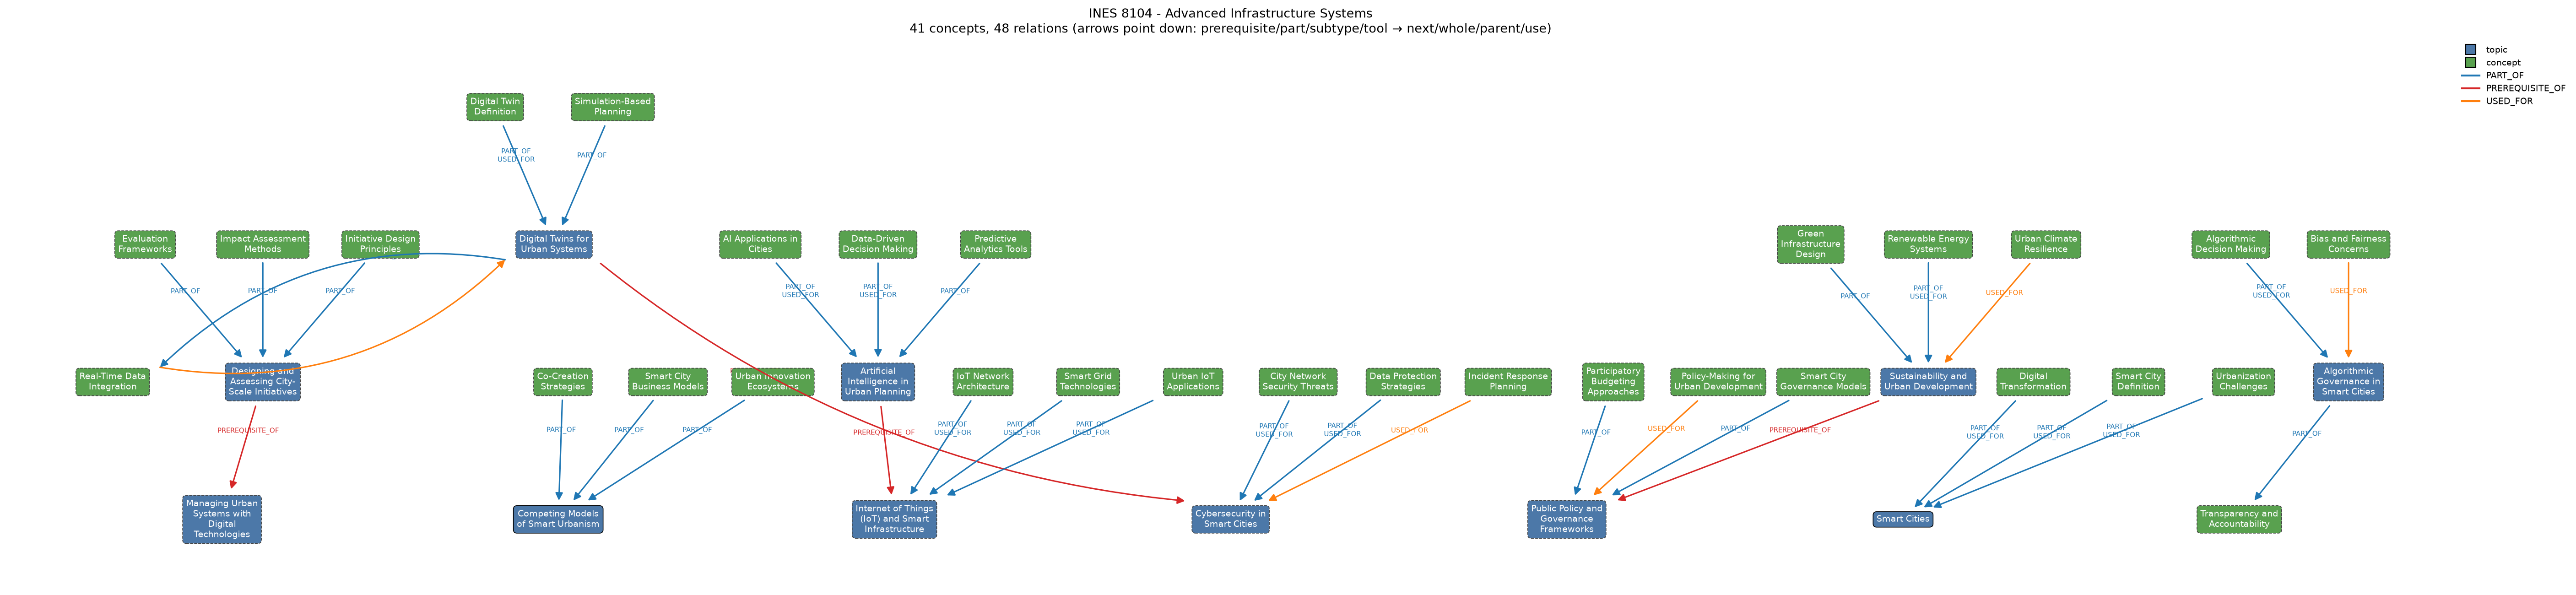 INES 8104 - Advanced Infrastructure Systems
41 concepts, 48 relations (arrows point down: prerequisite/part/subtype/tool → next/whole/parent/use)
topic
concept
PART_OF
PREREQUISITE_OF
USED_FOR
Digital Twin
Definition
Simulation-Based
Planning
PART_OF
USED_FOR
PART_OF
Evaluation
Frameworks
Impact Assessment
Methods
Initiative Design
Principles
Digital Twins for
Urban Systems
AI Applications in
Cities
Data-Driven
Decision Making
Predictive
Analytics Tools
Green
Infrastructure
Design
Renewable Energy
Systems
Urban Climate
Resilience
Algorithmic
Decision Making
Bias and Fairness
Concerns
PART_OF
PART_OF
PART_OF
PART_OF
USED_FOR
PART_OF
USED_FOR
PART_OF
PART_OF
PART_OF
USED_FOR
USED_FOR
PART_OF
USED_FOR
USED_FOR
Real-Time Data
Integration
Designing and
Assessing City-
Scale Initiatives
Co-Creation
Strategies
Smart City
Business Models
Urban Innovation
Ecosystems
Artificial
Intelligence in
Urban Planning
IoT Network
Architecture
Smart Grid
Technologies
Urban IoT
Applications
City Network
Security Threats
Data Protection
Strategies
Incident Response
Planning
Participatory
Budgeting
Approaches
Policy-Making for
Urban Development
Smart City
Governance Models
Sustainability and
Urban Development
Digital
Transformation
Smart City
Definition
Urbanization
Challenges
Algorithmic
Governance in
Smart Cities
PREREQUISITE_OF
PART_OF
PART_OF
PART_OF
PREREQUISITE_OF
PART_OF
USED_FOR
PART_OF
USED_FOR
PART_OF
USED_FOR
PART_OF
USED_FOR
PART_OF
USED_FOR
USED_FOR
PART_OF
USED_FOR
PART_OF
PREREQUISITE_OF
PART_OF
USED_FOR
PART_OF
USED_FOR
PART_OF
USED_FOR
PART_OF
Managing Urban
Systems with
Digital
Technologies
Competing Models
of Smart Urbanism
Internet of Things
(IoT) and Smart
Infrastructure
Cybersecurity in
Smart Cities
Public Policy and
Governance
Frameworks
Smart Cities
Transparency and
Accountability